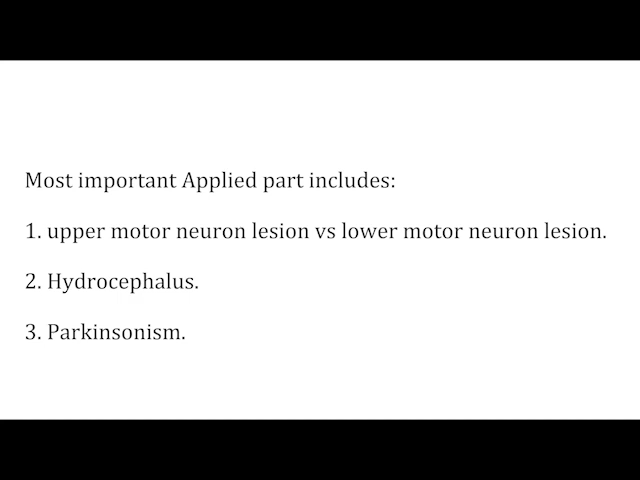 Most important Applied part includes:
1. upper motor neuron lesion vs lower motor neuron lesion.
2. Hydrocephalus.
3. Parkinsonism.